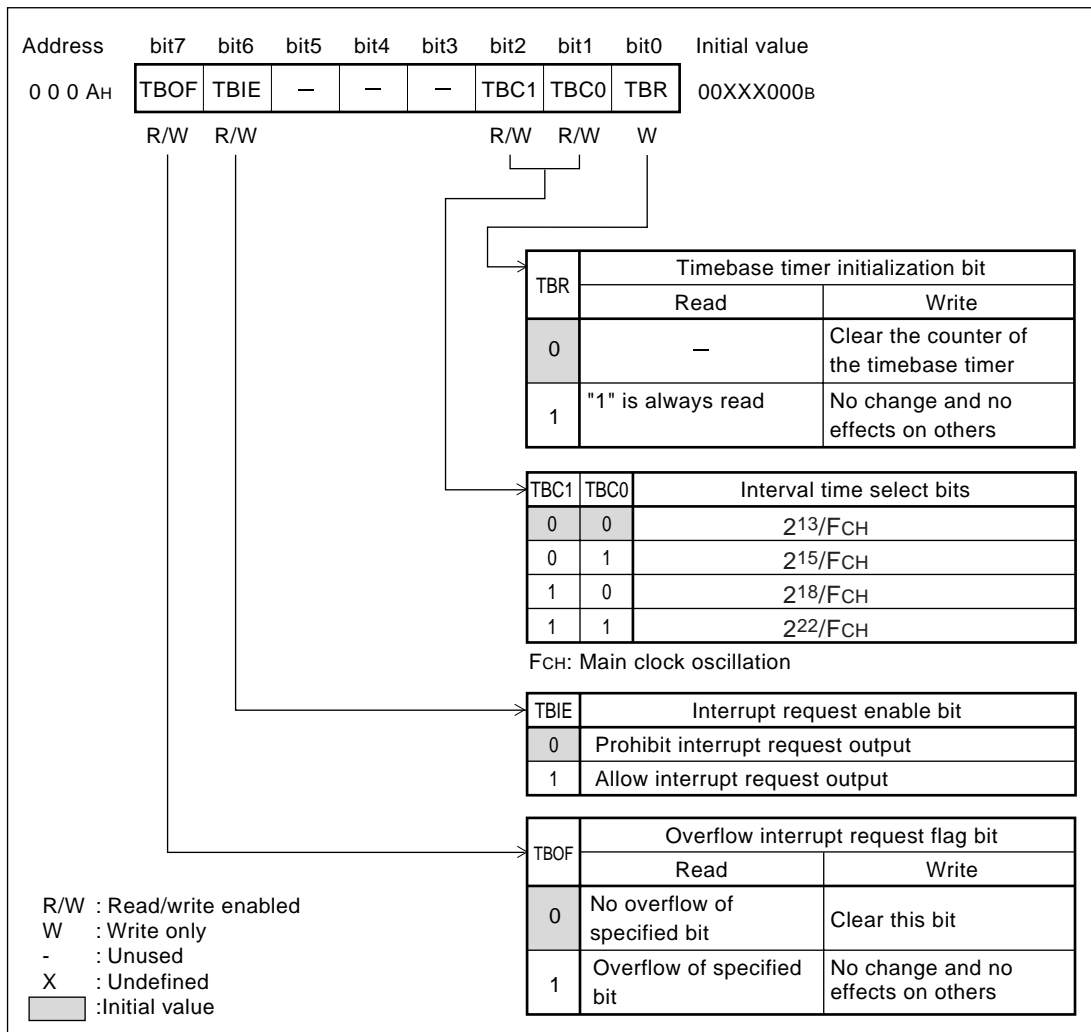 Address bit7 bit6 bit5 bit4 bit3 bit2 bit1 bit0 Initial value
0 0 0 AH TBOF TBIE – – – TBC1 TBC0 TBR 00XXX000B
R/W R/W R/W R/W W
TBR Timebase timer initialization bit
Read Write
0 – Clear the counter of
the timebase timer
1 "1" is always read No change and no
effects on others
TBC1 TBC0 Interval time select bits
0 0 2¹³/FCH
0 1 2¹⁵/FCH
1 0 2¹⁸/FCH
1 1 2²²/FCH
FCH: Main clock oscillation
TBIE Interrupt request enable bit
0 Prohibit interrupt request output
1 Allow interrupt request output
TBOF Overflow interrupt request flag bit
Read Write
0 No overflow of
specified bit Clear this bit
1 Overflow of specified
bit No change and no
effects on others
R/W : Read/write enabled
W : Write only
- : Unused
X : Undefined
:Initial value